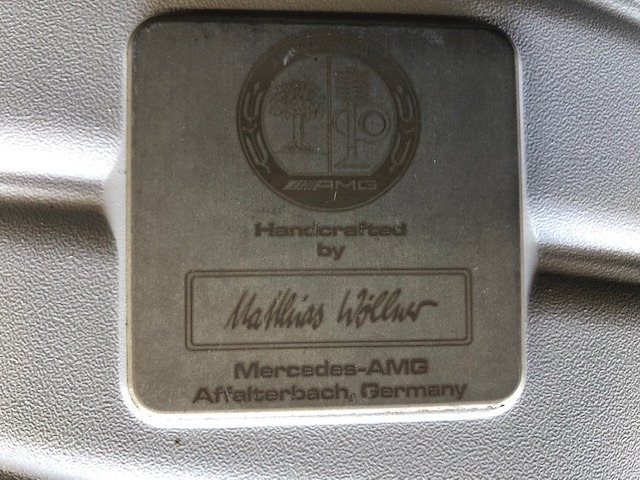 AMG
Handcrafted
by
Matthias Wöllner
Mercedes-AMG
Affalterbach, Germany